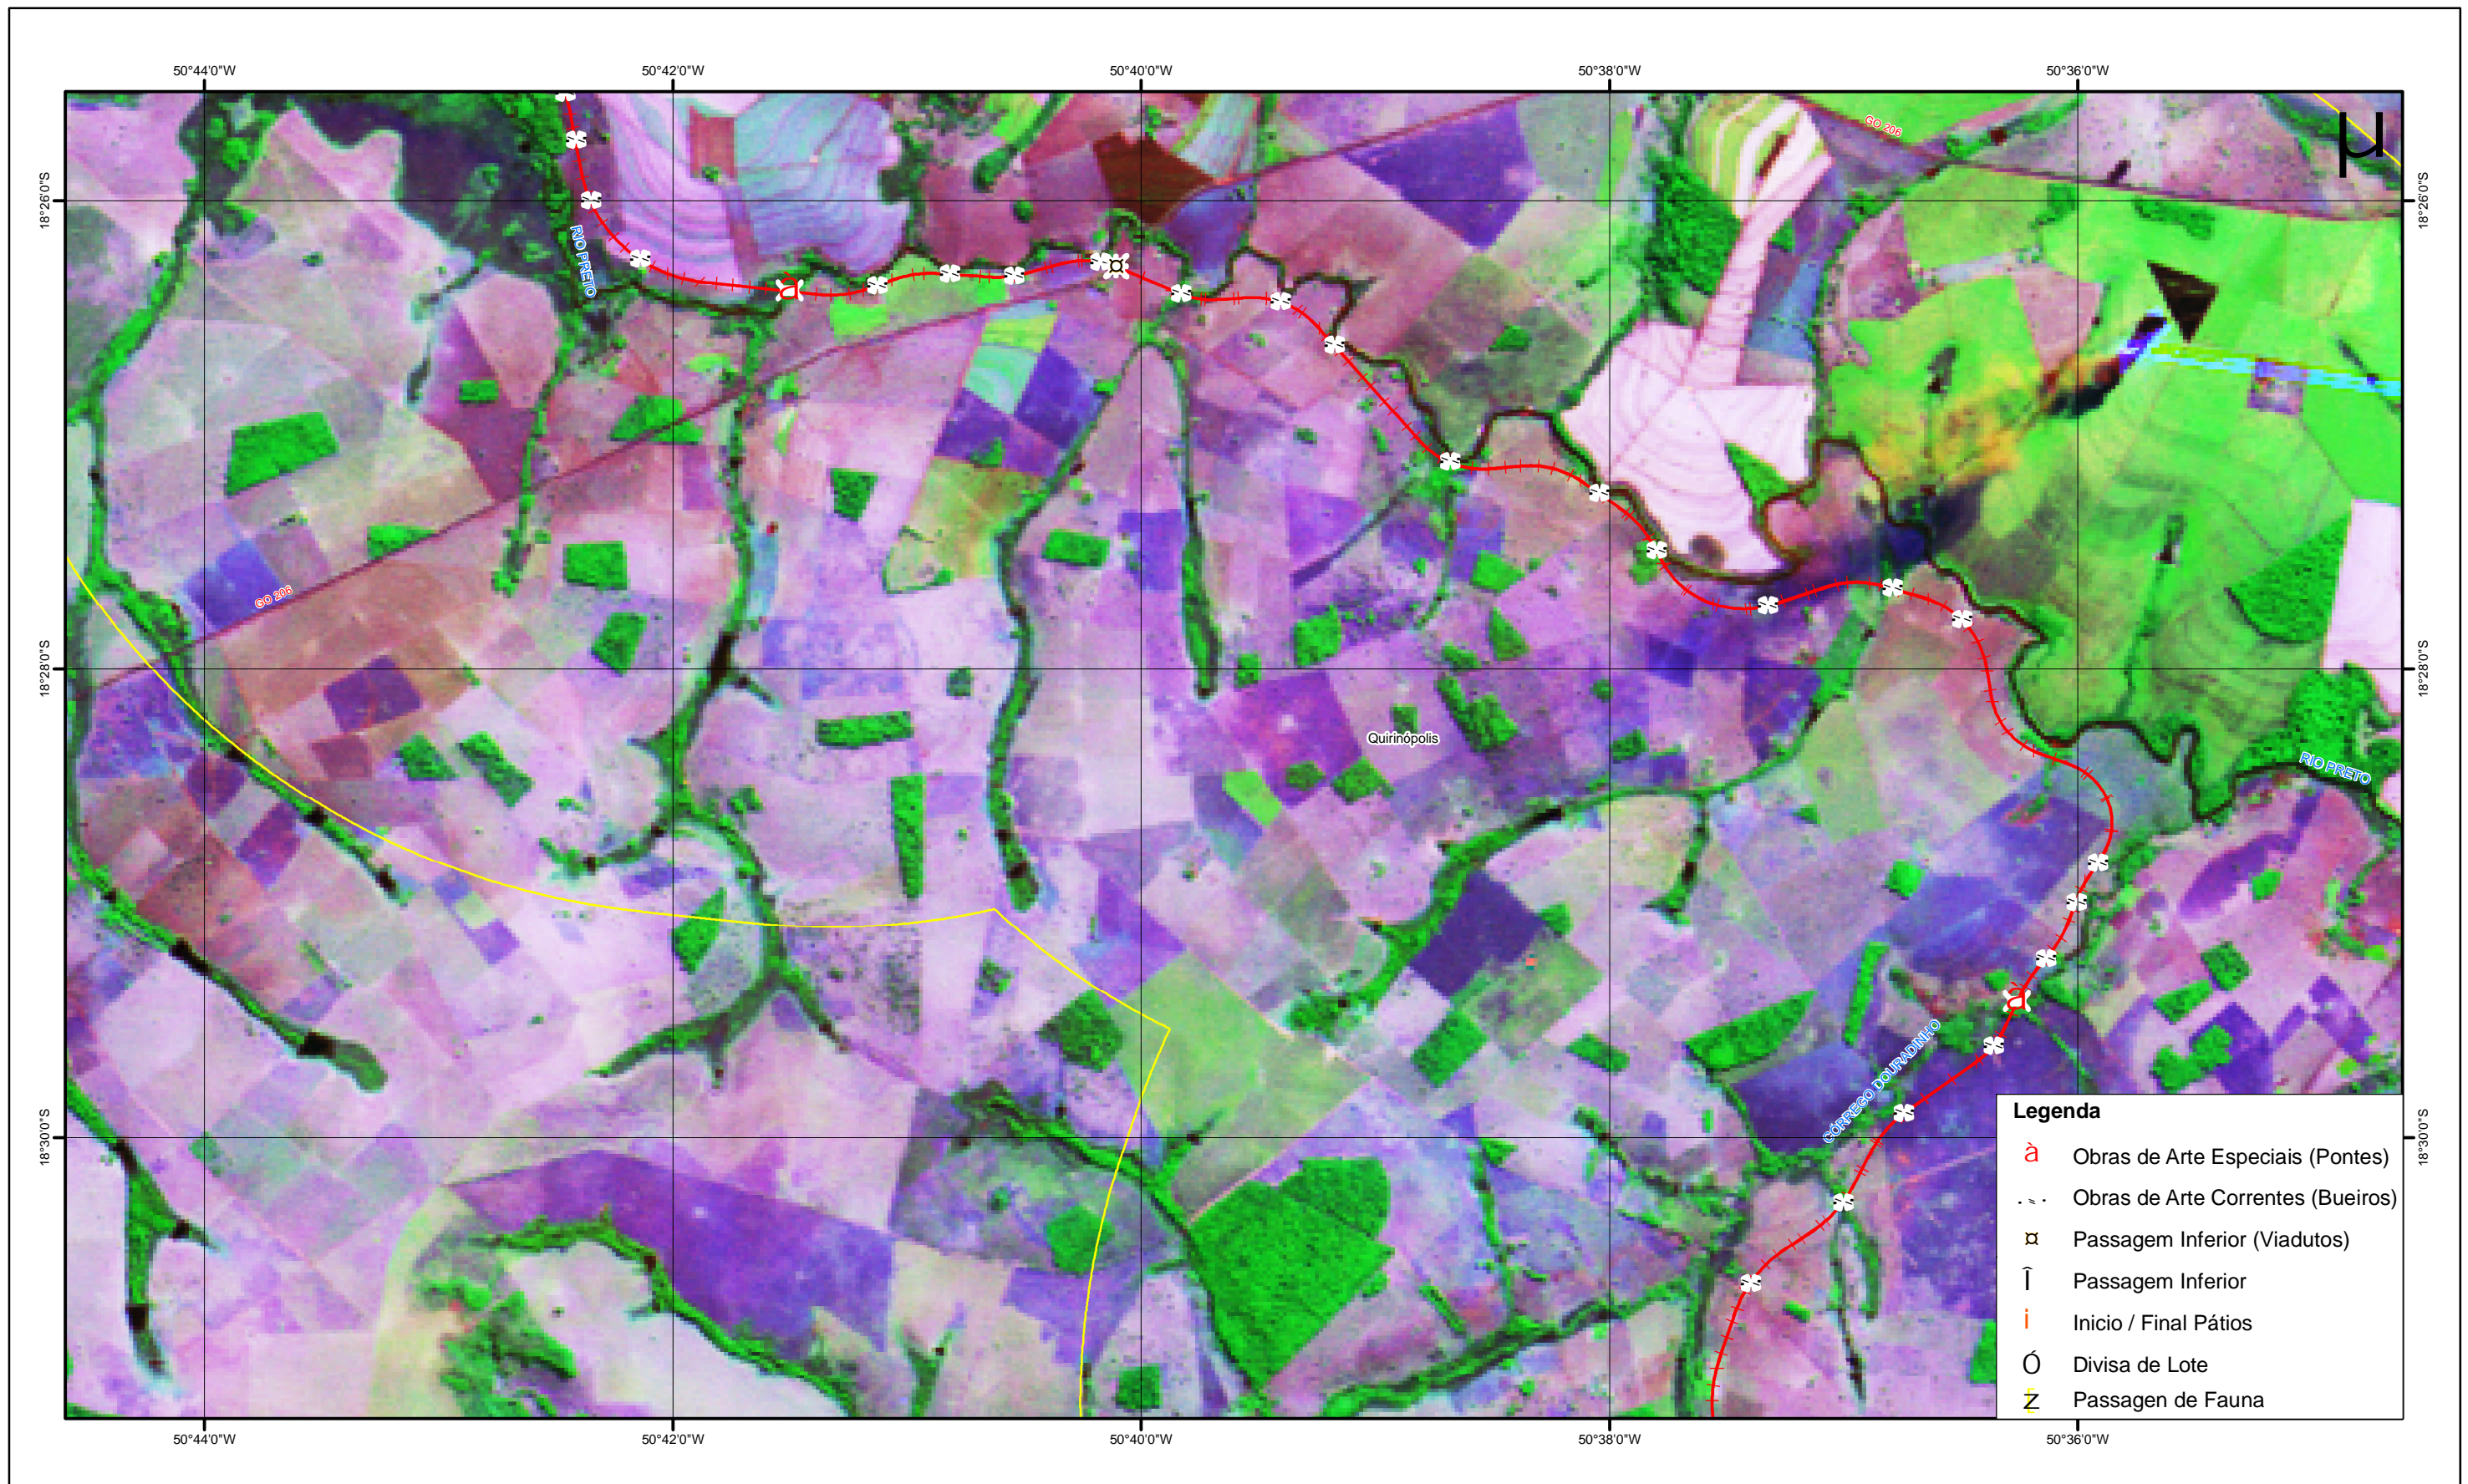 50°44'0"W 50°42'0"W 50°40'0"W 50°38'0"W 50°36'0"W
GO 206
µ
18°26'0"S 18°26'0"S
RIO PRETO
à
¤
GO 206
18°28'0"S 18°28'0"S
Quirinópolis
RIO PRETO
à
CÓRREGO DOURADINHO
18°30'0"S 18°30'0"S
Legenda
à Obras de Arte Especiais (Pontes)
Obras de Arte Correntes (Bueiros)
¤ Passagem Inferior (Viadutos)
Î Passagem Inferior
i Inicio / Final Pátios
Ó Divisa de Lote
Z Passagen de Fauna
50°44'0"W 50°42'0"W 50°40'0"W 50°38'0"W 50°36'0"W